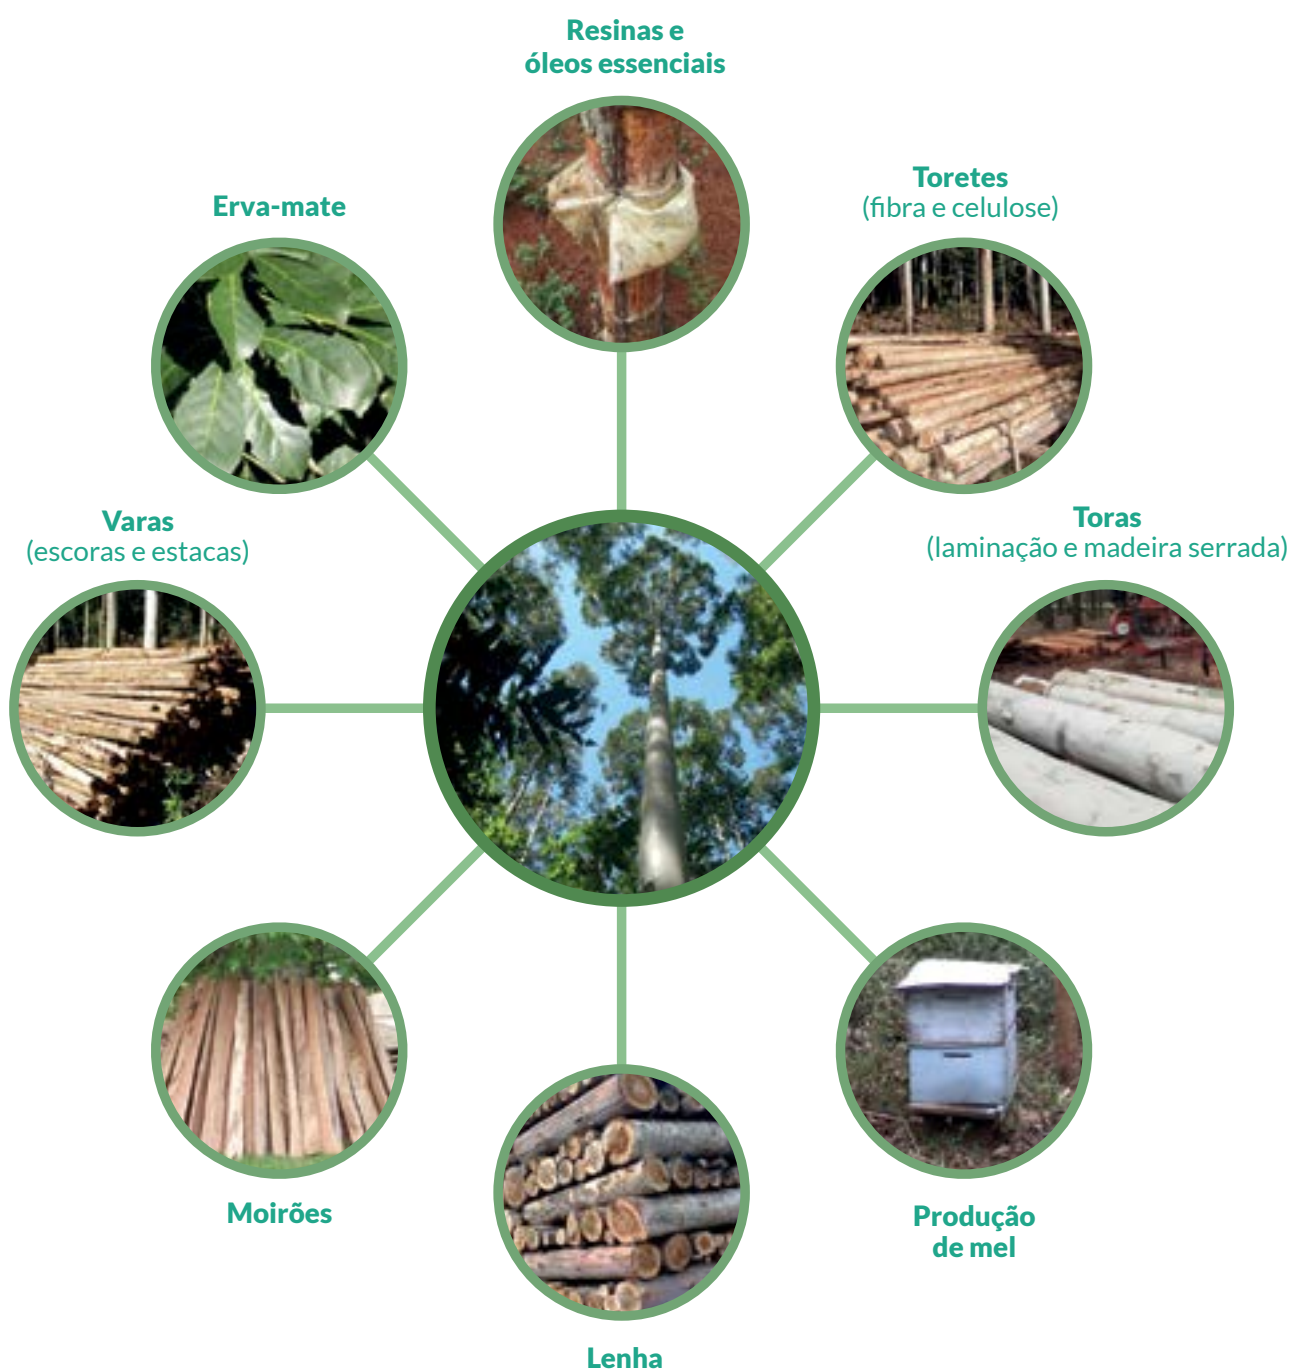 Resinas e
óleos essenciais
Toretes
(fibra e celulose)
Erva-mate
Toras
(laminação e madeira serrada)
Varas
(escoras e estacas)
Moirões
Produção
de mel
Lenha